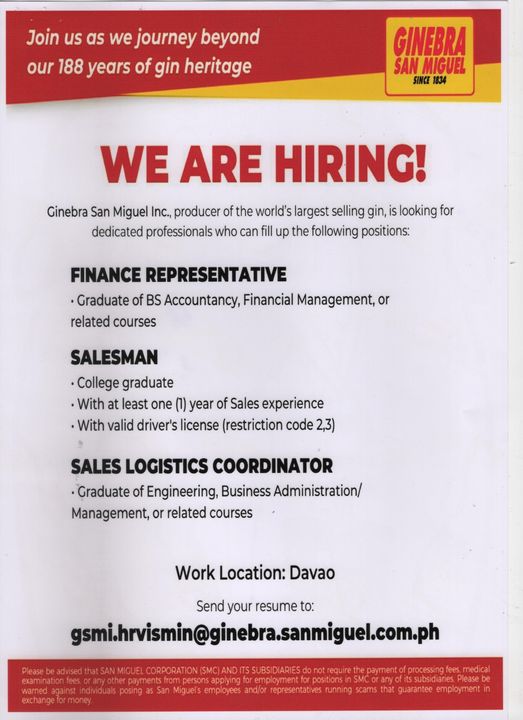 Join us as we journey beyond
our 188 years of gin heritage
GINEBRA
SAN MIGUEL
SINCE 1834
WE ARE HIRING!
Ginebra San Miguel Inc., producer of the world's largest selling gin, is looking for
dedicated professionals who can fill up the following positions:
FINANCE REPRESENTATIVE
• Graduate of BS Accountancy, Financial Management, or
related courses
SALESMAN
• College graduate
• With at least one (1) year of Sales experience
• With valid driver's license (restriction code 2,3)
SALES LOGISTICS COORDINATOR
• Graduate of Engineering, Business Administration/
Management, or related courses
Work Location: Davao
Send your resume to:
gsmi.hrvismin@ginebra.sanmiguel.com.ph
Please be advised that SAN MIGUEL CORPORATION (SMC) AND ITS SUBSIDIARIES do not require the payment of processing fees, medical
examination fees, or any other payments from persons applying for employment for positions in SMC or any of its subsidiaries. Please be
warned against individuals posing as San Miguel's employees and/or representatives running scams that guarantee employment in
exchange for money.